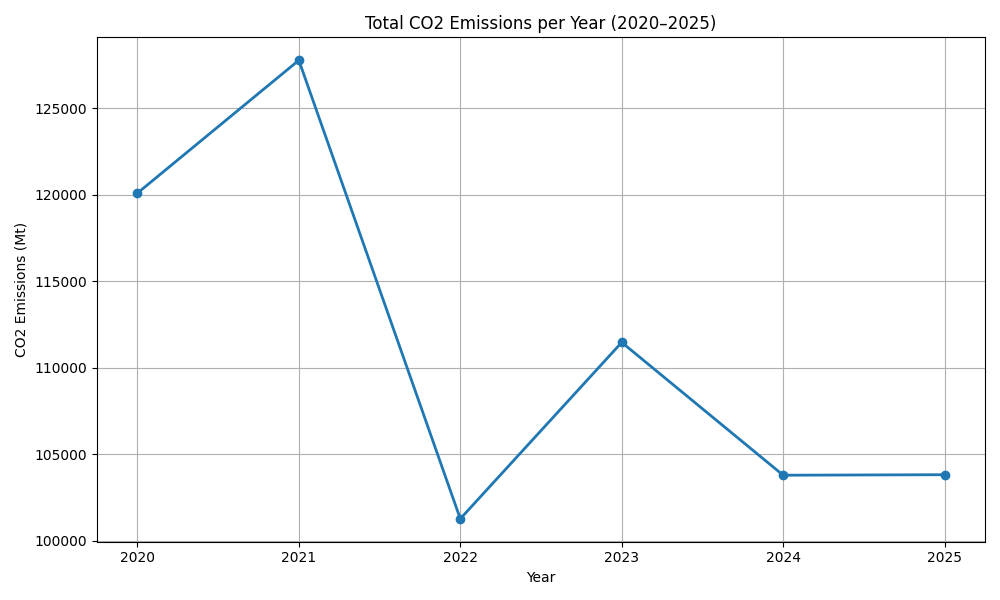 Total CO2 Emissions per Year (2020–2025)
CO2 Emissions (Mt)
125000
120000
115000
110000
105000
100000
2020 2021 2022 2023 2024 2025
Year